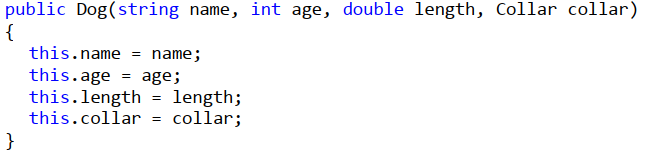 public Dog(string name, int age, double length, Collar collar)
{
this.name = name;
this.age = age;
this.length = length;
this.collar = collar;
}